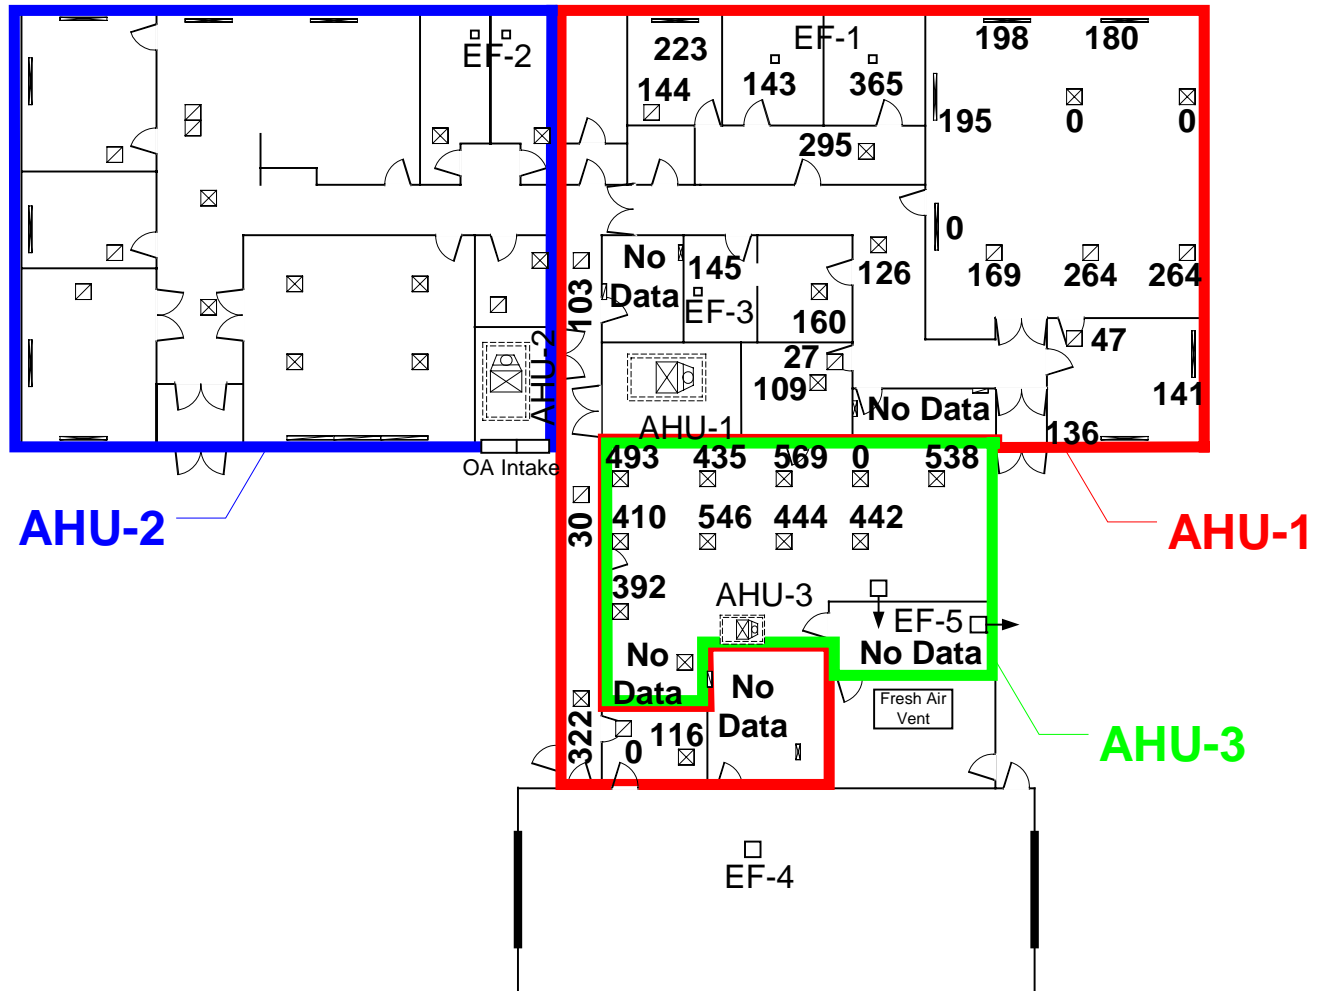 EF-2
EF-1
223
144
143
365
198
180
195
0
0
295
0
126
169
264
264
No
Data
145
EF-3
103
160
27
109
47
141
136
No Data
AHU-2
AHU-1
OA Intake
493
435
569
0
538
410
546
444
442
30
392
AHU-3
EF-5
No Data
No
Data
No
Data
322
0
116
Fresh Air
Vent
AHU-2
AHU-1
AHU-3
EF-4